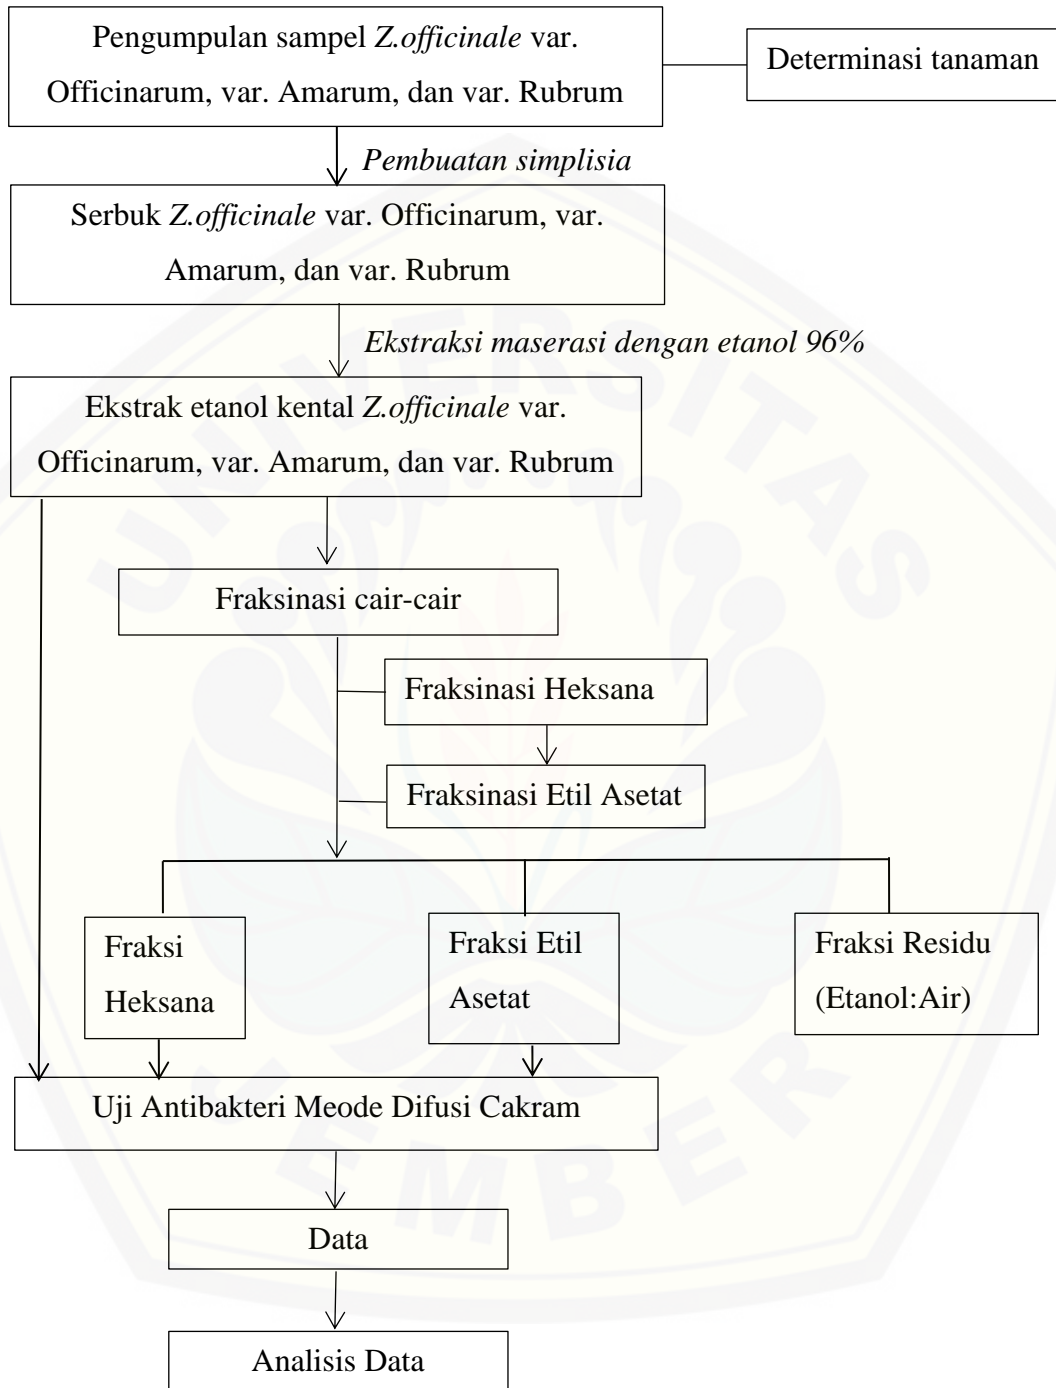 Pengumpulan sampel Z.officinale var.
Officinarum, var. Amarum, dan var. Rubrum
Determinasi tanaman
Pembuatan simplisia
Serbuk Z.officinale var. Officinarum, var.
Amarum, dan var. Rubrum
Ekstraksi maserasi dengan etanol 96%
Ekstrak etanol kental Z.officinale var.
Officinarum, var. Amarum, dan var. Rubrum
Fraksinasi cair-cair
Fraksinasi Heksana
Fraksinasi Etil Asetat
Fraksi
Heksana
Fraksi Etil
Asetat
Fraksi Residu
(Etanol:Air)
Uji Antibakteri Meode Difusi Cakram
Data
Analisis Data
UNIVERSITAS
JEMBER